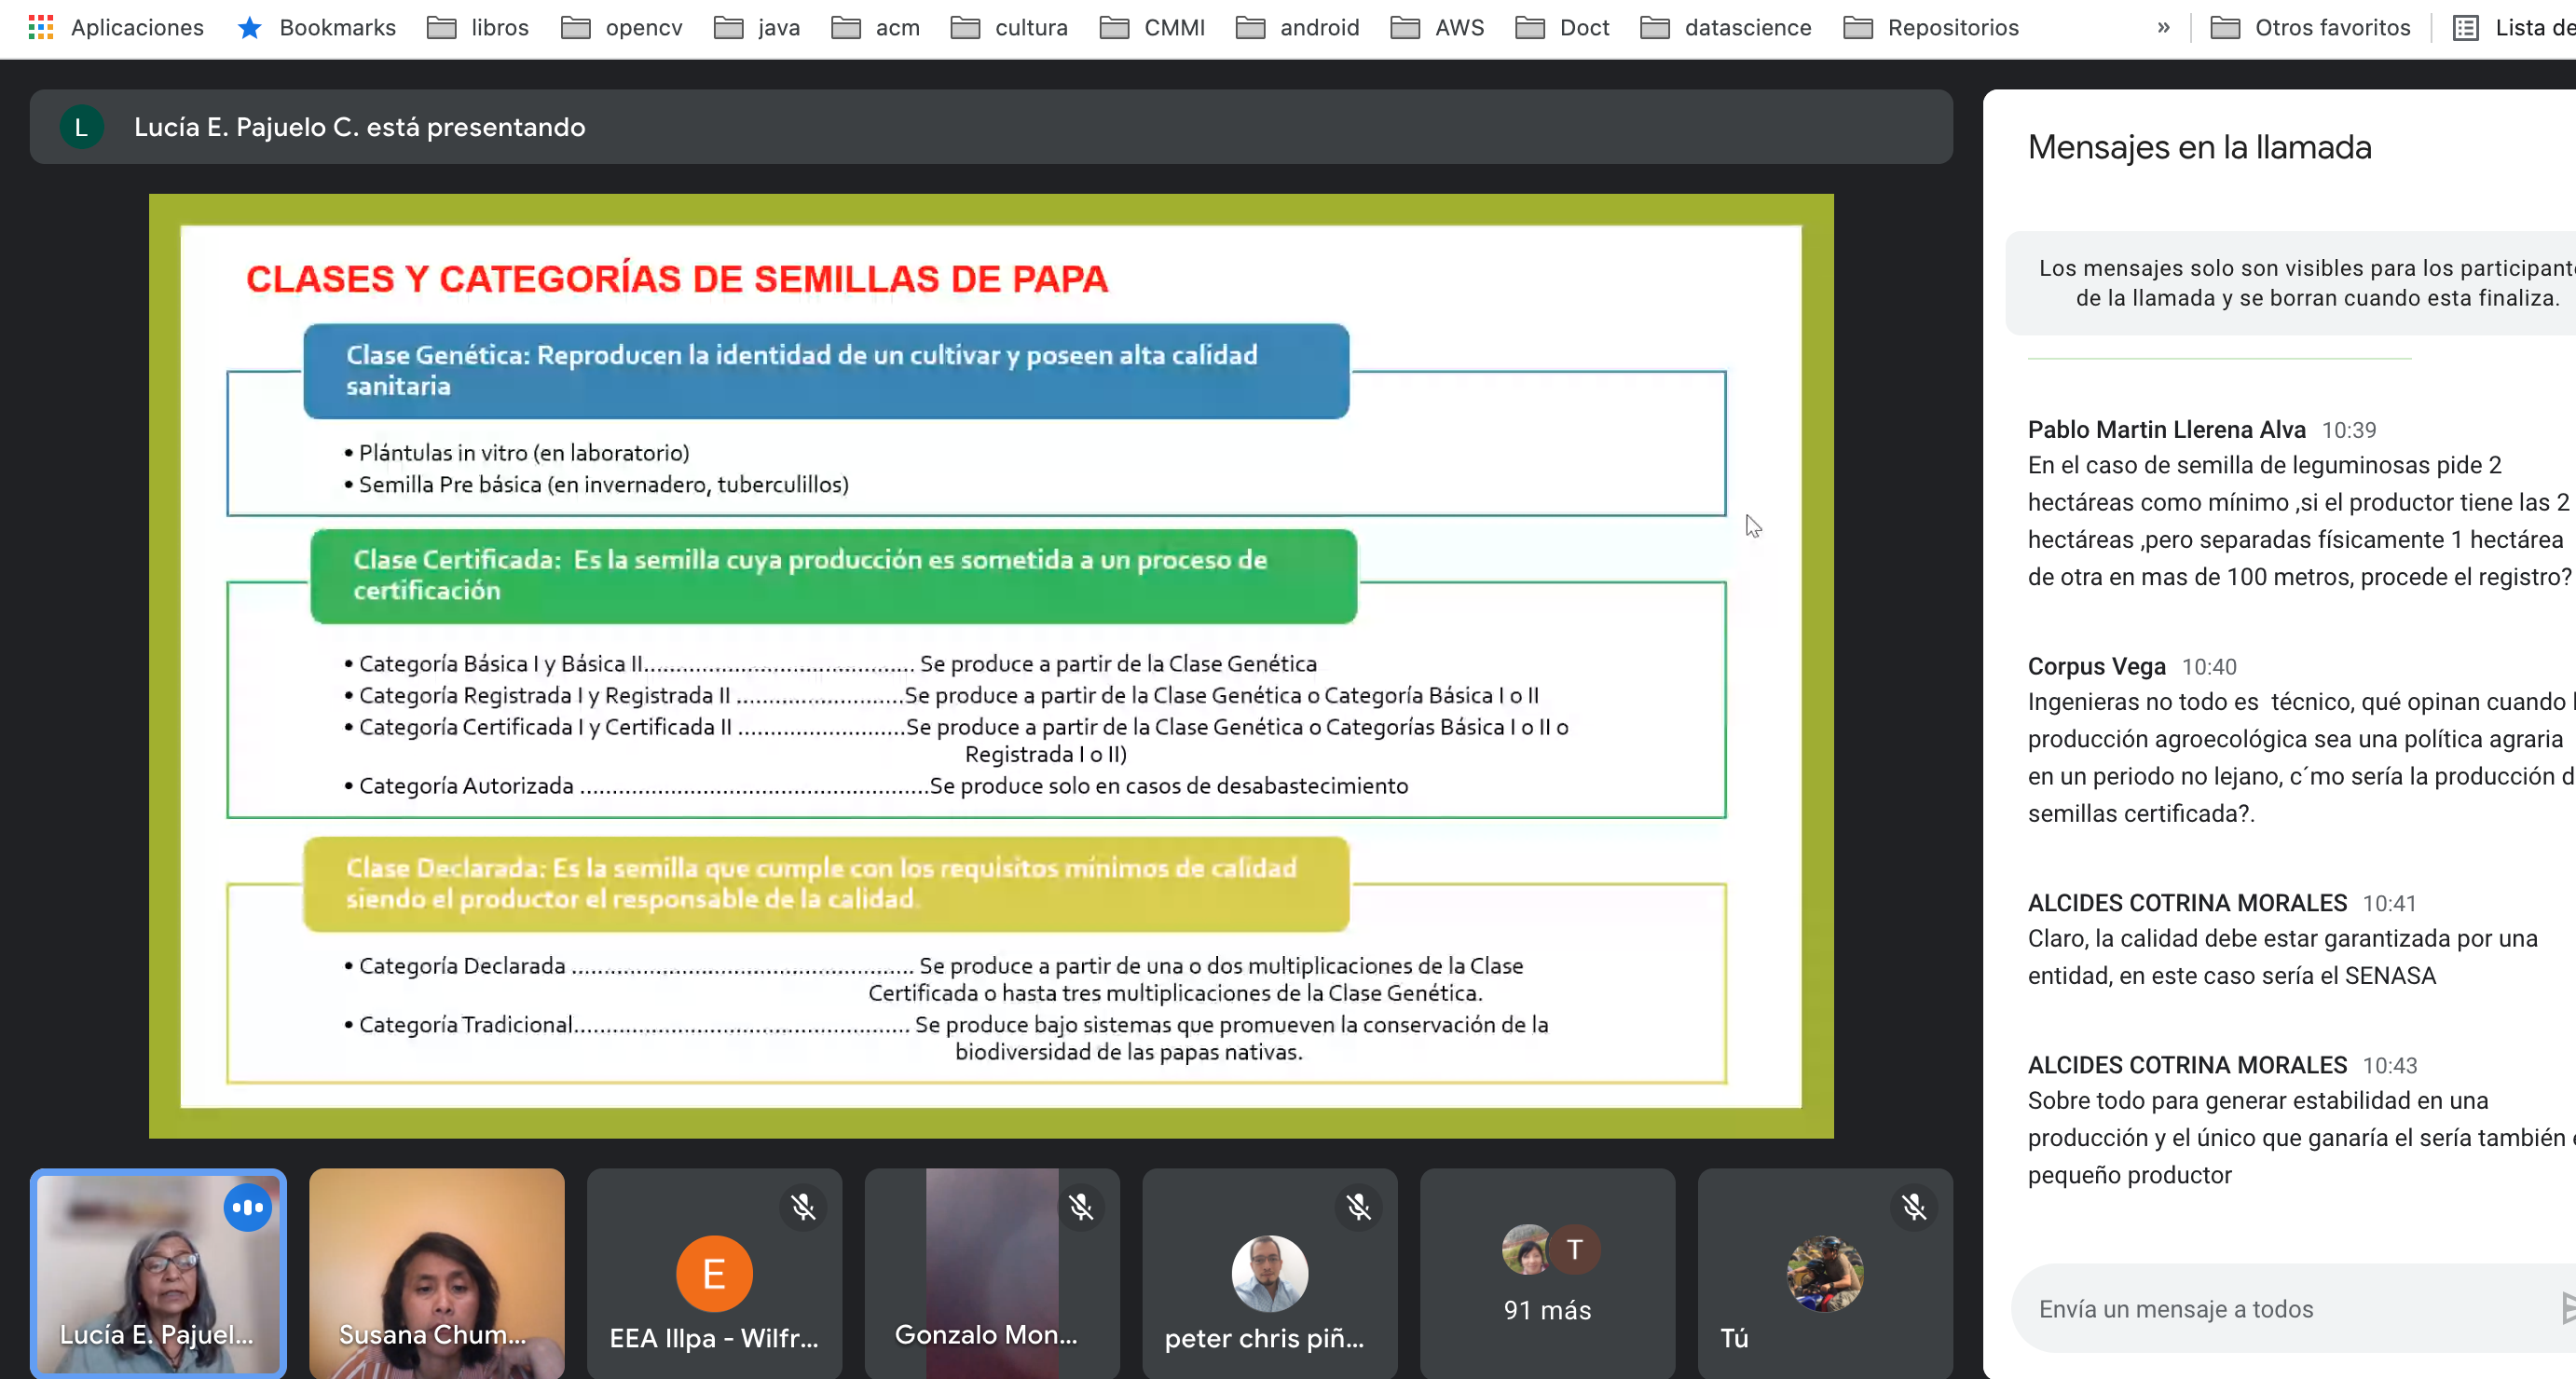 Aplicaciones Bookmarks libros opencv java acm cultura CMMI android AWS Doct datascience Repositorios » Otros favoritos Lista de
L Lucía E. Pajuelo C. está presentando
CLASES Y CATEGORÍAS DE SEMILLAS DE PAPA
Clase Genética: Reproducen la identidad de un cultivar y poseen alta calidad
sanitaria
• Plántulas in vitro (en laboratorio)
• Semilla Pre básica (en invernadero, tuberculillos)
Clase Certificada: Es la semilla cuya producción es sometida a un proceso de
certificación
• Categoría Básica I y Básica II.......................................... Se produce a partir de la Clase Genética
• Categoría Registrada I y Registrada II ..........................Se produce a partir de la Clase Genética o Categoría Básica I o II
• Categoría Certificada I y Certificada II ..........................Se produce a partir de la Clase Genética o Categorías Básica I o II o
Registrada I o II)
• Categoría Autorizada ......................................................Se produce solo en casos de desabastecimiento
Clase Declarada: Es la semilla que cumple con los requisitos mínimos de calidad
siendo el productor el responsable de la calidad.
• Categoría Declarada ..................................................... Se produce a partir de una o dos multiplicaciones de la Clase
Certificada o hasta tres multiplicaciones de la Clase Genética.
• Categoría Tradicional.................................................... Se produce bajo sistemas que promueven la conservación de la
biodiversidad de las papas nativas.
Lucía E. Pajuel...
Susana Chum...
E
EEA Illpa - Wilfr...
Gonzalo Mon...
peter chris piñ...
T
91 más
Tú
Mensajes en la llamada
Los mensajes solo son visibles para los participant
de la llamada y se borran cuando esta finaliza.
Pablo Martin Llerena Alva 10:39
En el caso de semilla de leguminosas pide 2
hectáreas como mínimo ,si el productor tiene las 2
hectáreas ,pero separadas físicamente 1 hectárea
de otra en mas de 100 metros, procede el registro?
Corpus Vega 10:40
Ingenieras no todo es técnico, qué opinan cuando
producción agroecológica sea una política agraria
en un periodo no lejano, c´mo sería la producción d
semillas certificada?.
ALCIDES COTRINA MORALES 10:41
Claro, la calidad debe estar garantizada por una
entidad, en este caso sería el SENASA
ALCIDES COTRINA MORALES 10:43
Sobre todo para generar estabilidad en una
producción y el único que ganaría el sería también
pequeño productor
Envía un mensaje a todos